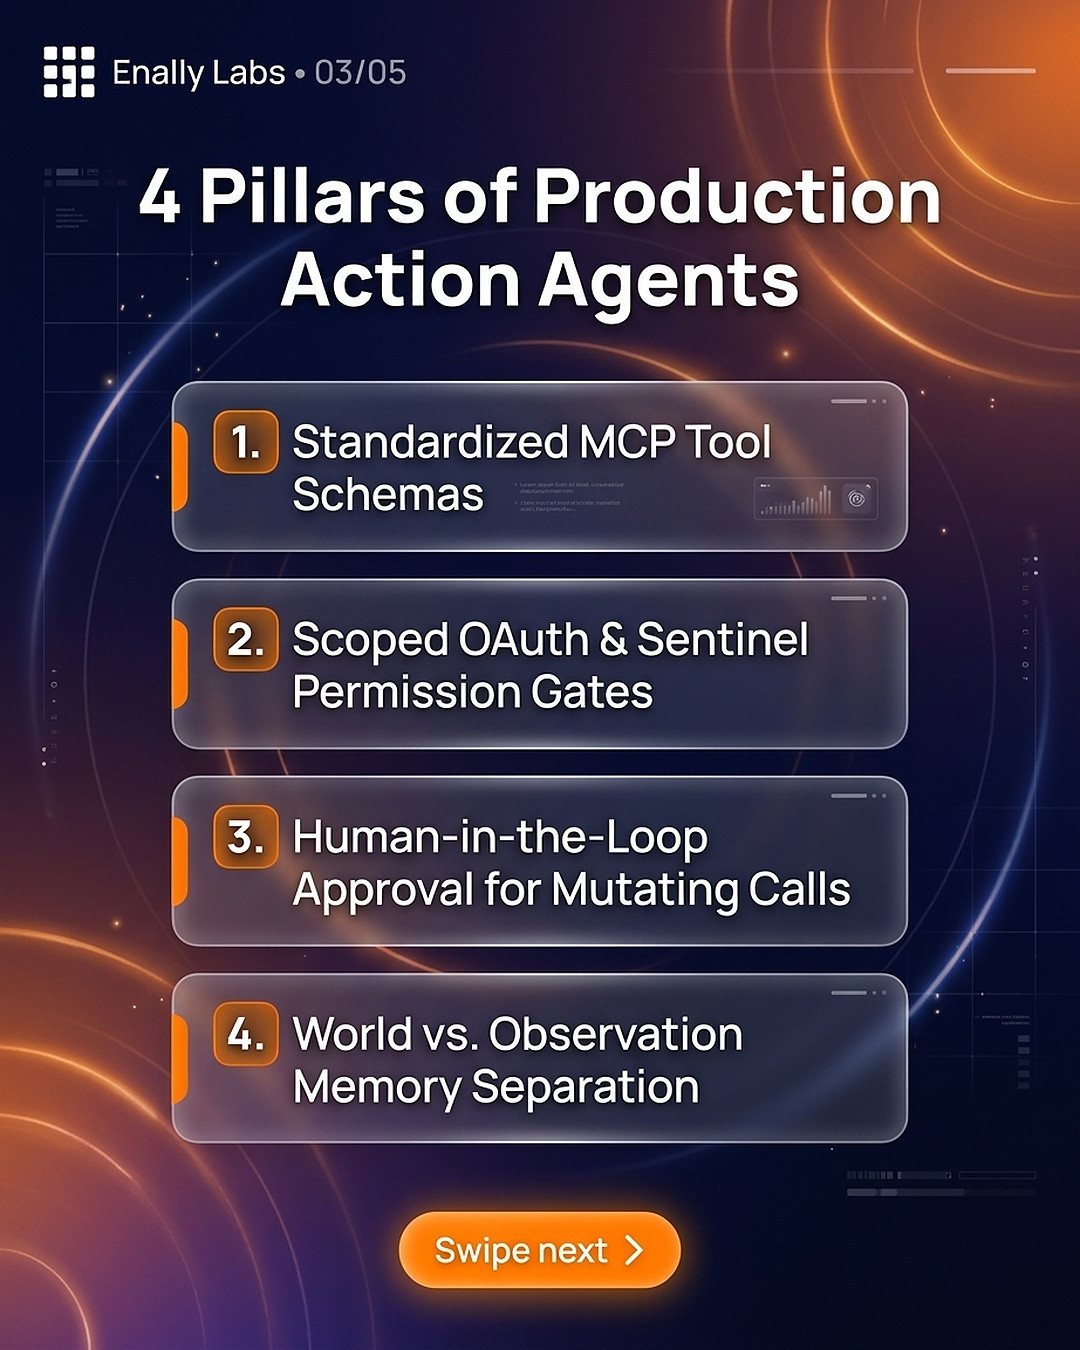 Enally Labs • 03/05
4 Pillars of Production
Action Agents
1. Standardized MCP Tool
Schemas
2. Scoped OAuth & Sentinel
Permission Gates
3. Human-in-the-Loop
Approval for Mutating Calls
4. World vs. Observation
Memory Separation
Swipe next